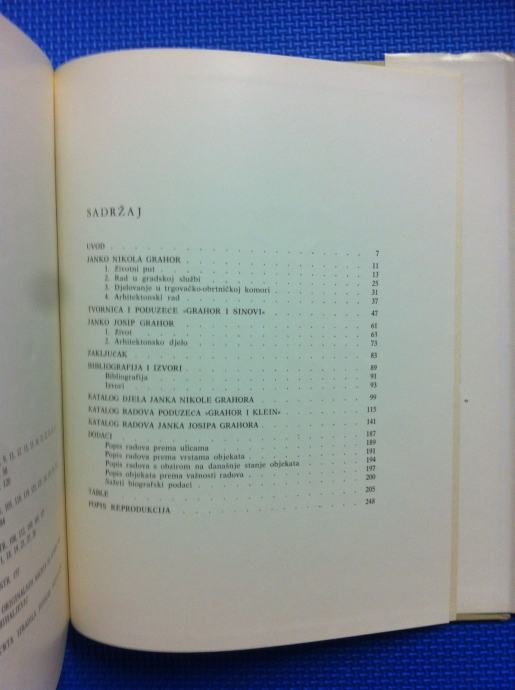 SADRŽAJ
UVOD . . . 7
JANKO NIKOLA GRAHOR . . . 11
1. Životni put . . . 13
2. Rad u gradskoj službi . . . 25
3. Djelovanje u trgovačko-obrtničkoj komori . . . 31
4. Arhitektonski rad . . . 37
TVORNICA I PODUZEĆE »GRAHOR I SINOVI« . . . 47
JANKO JOSIP GRAHOR . . . 61
1. Život . . . 63
2. Arhitektonsko djelo . . . 73
ZAKLJUČAK . . . 83
BIBLIOGRAFIJA I IZVORI . . . 89
Bibliografija . . . 91
Izvori . . . 93
KATALOG DJELA JANKA NIKOLE GRAHORA . . . 99
KATALOG RADOVA PODUZEĆA »GRAHOR I KLEIN« . . . 115
KATALOG RADOVA JANKA JOSIPA GRAHORA . . . 141
DODACI . . . 187
Popis radova prema ulicama . . . 189
Popis radova prema vrstama objekata . . . 191
Popis radova s obzirom na današnje stanje objekata . . . 194
Popis objekata prema važnosti radova . . . 197
Sažeti biografski podaci . . . 200
TABLE . . . 205
POPIS REPRODUKCIJA . . . 248